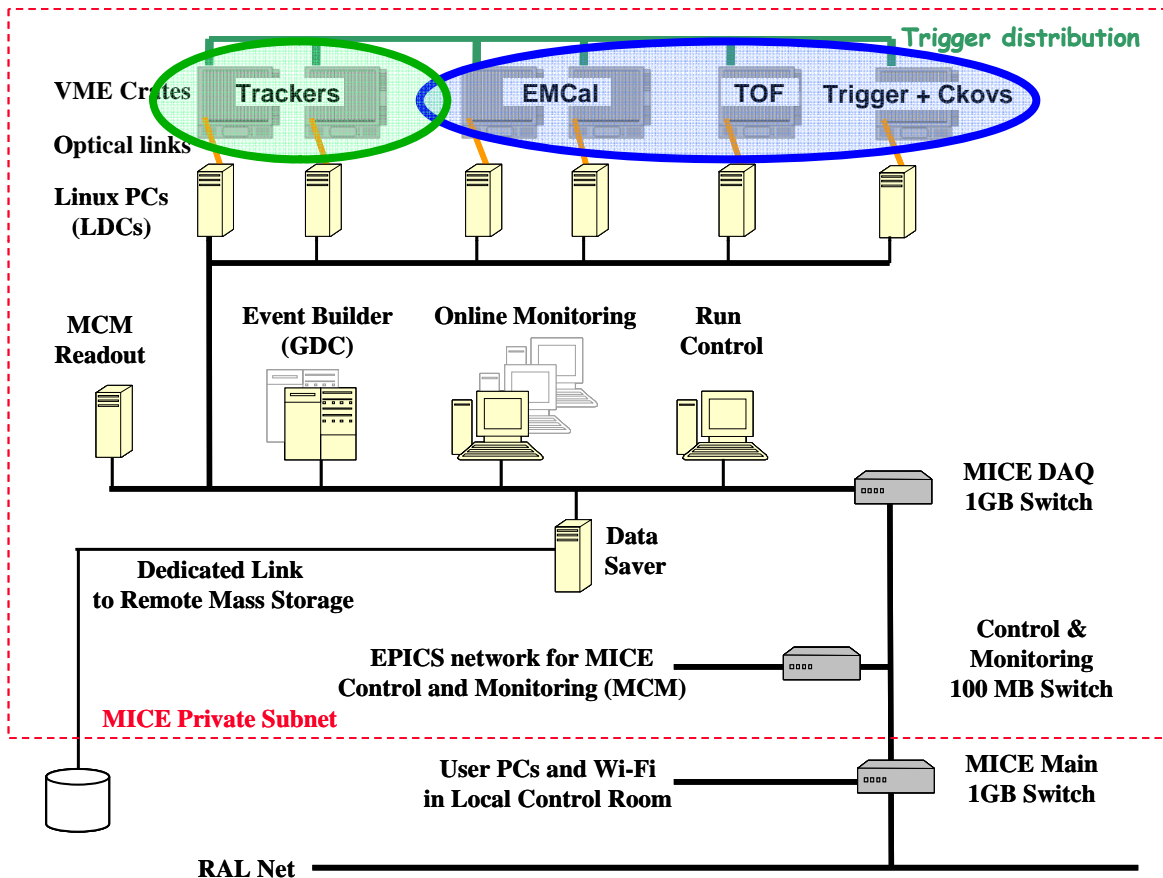 Trigger distribution
VME Crates
Trackers
EMCal
TOF
Trigger + Ckovs
Optical links
Linux PCs
(LDCs)
MCM
Readout
Event Builder
(GDC)
Online Monitoring
Run
Control
MICE DAQ
1GB Switch
Data
Saver
Dedicated Link
to Remote Mass Storage
EPICS network for MICE
Control and Monitoring (MCM)
Control &
Monitoring
100 MB Switch
MICE Private Subnet
User PCs and Wi-Fi
in Local Control Room
MICE Main
1GB Switch
RAL Net